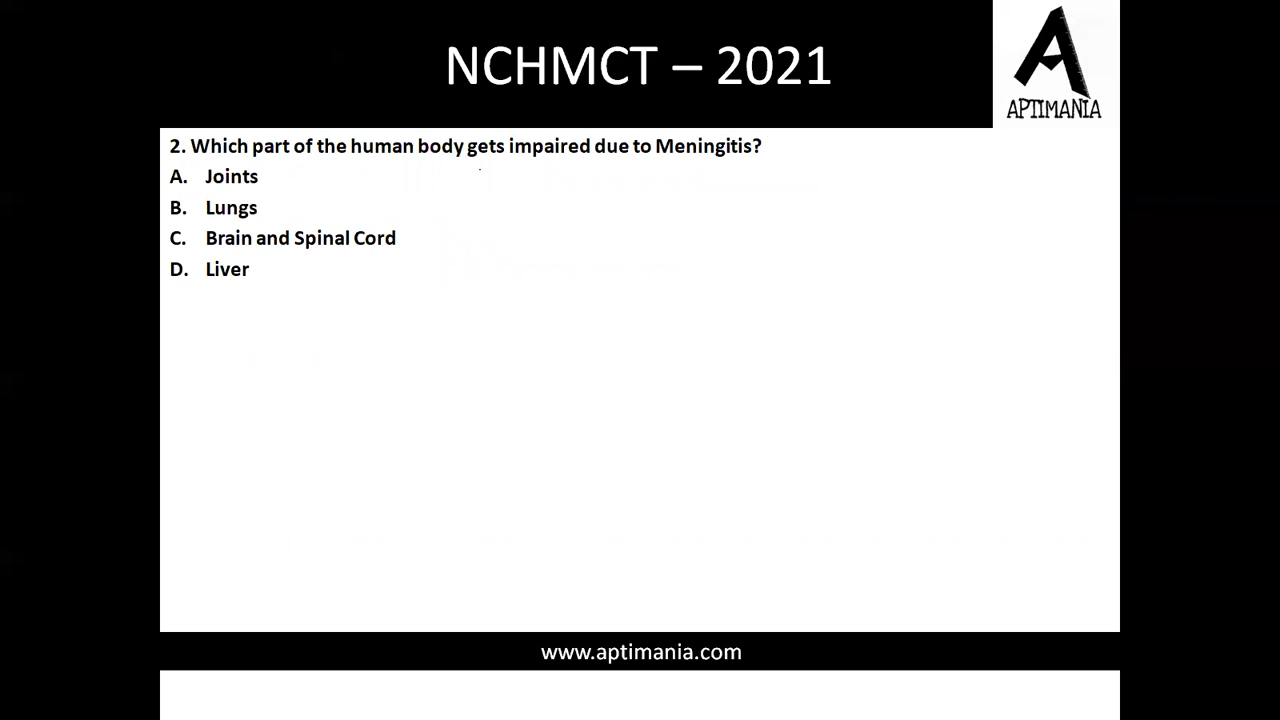 NCHMCT – 2021
APTIMANIA
2. Which part of the human body gets impaired due to Meningitis?
A. Joints
B. Lungs
C. Brain and Spinal Cord
D. Liver
www.aptimania.com